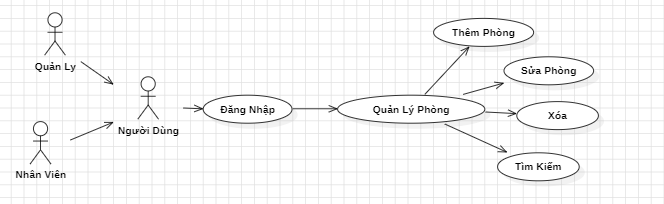 Quản Ly
Nhân Viên
Người Dùng
Đăng Nhập
Quản Lý Phòng
Thêm Phòng
Sửa Phòng
Xóa
Tìm Kiếm